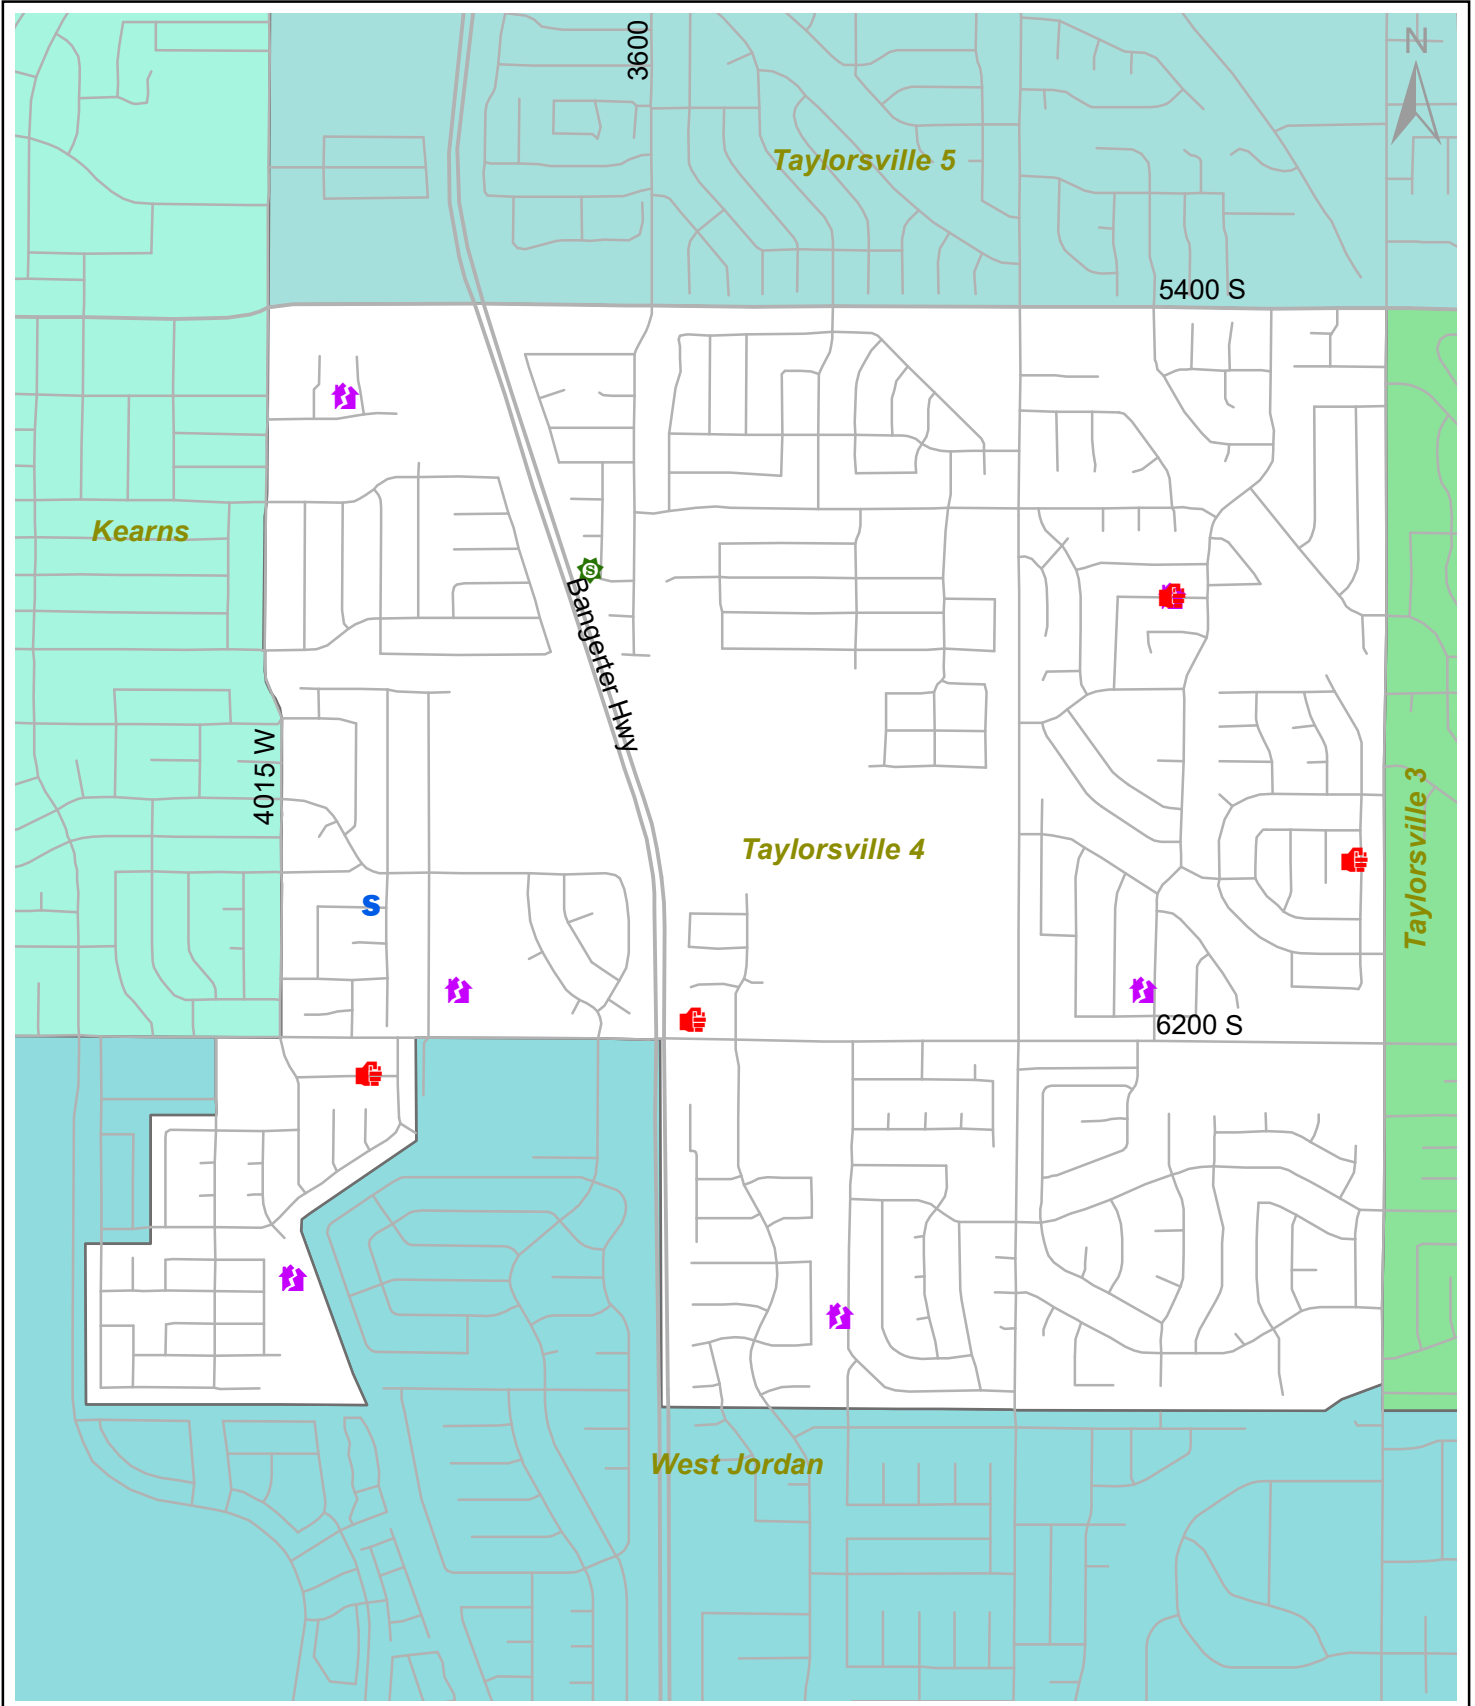 3600
N
Taylorsville 5
5400 S
Kearns
S
Bangerter Hwy
4015 W
Taylorsville 4
Taylorsville 3
S
6200 S
West Jordan